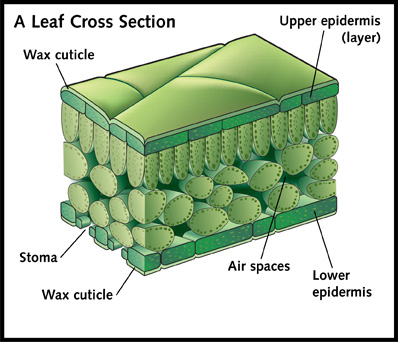 A Leaf Cross Section
Upper epidermis
(layer)
Wax cuticle
Stoma
Air spaces
Lower
epidermis
Wax cuticle